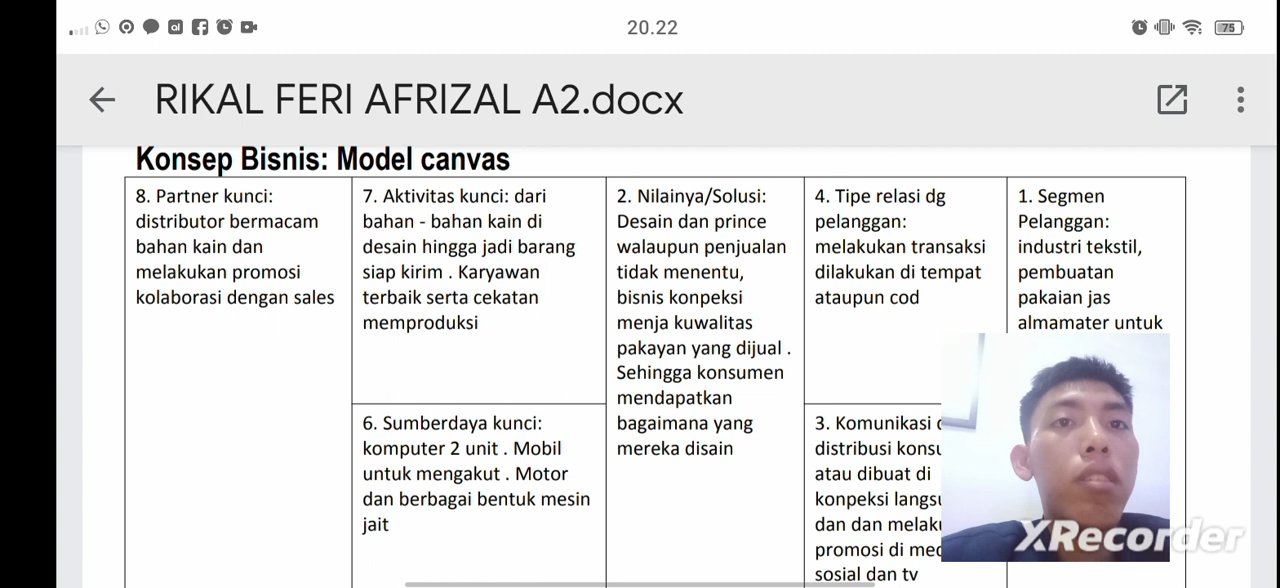 20.22
75
RIKAL FERI AFRIZAL A2.docx
Konsep Bisnis: Model canvas
8. Partner kunci:
distributor bermacam
bahan kain dan
melakukan promosi
kolaborasi dengan sales
7. Aktivitas kunci: dari
bahan - bahan kain di
desain hingga jadi barang
siap kirim . Karyawan
terbaik serta cekatan
memproduksi
6. Sumberdaya kunci:
komputer 2 unit . Mobil
untuk mengakut . Motor
dan berbagai bentuk mesin
jait
2. Nilainya/Solusi:
Desain dan prince
walaupun penjualan
tidak menentu,
bisnis konpeksi
menja kuwalitas
pakayan yang dijual .
Sehingga konsumen
mendapatkan
bagaimana yang
mereka disain
4. Tipe relasi dg
pelanggan:
melakukan transaksi
dilakukan di tempat
ataupun cod
3. Komunikasi
distribusi
atau dibuat di
konpeksi
dan dan
promosi di
sosial dan tv
1. Segmen
Pelanggan:
industri tekstil,
pembuatan
pakaian jas
almamater untuk
XRecorder